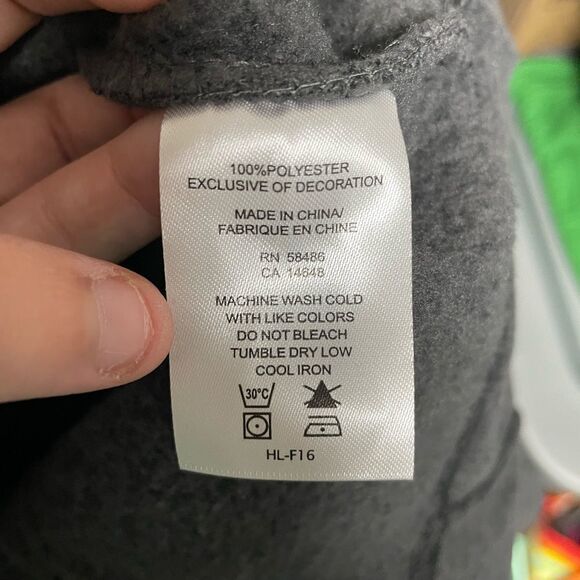 100%POLYESTER
EXCLUSIVE OF DECORATION
MADE IN CHINA/
FABRIQUE EN CHINE
RN 58486
CA 14648
MACHINE WASH COLD
WITH LIKE COLORS
DO NOT BLEACH
TUMBLE DRY LOW
COOL IRON
30°C
HL-F16